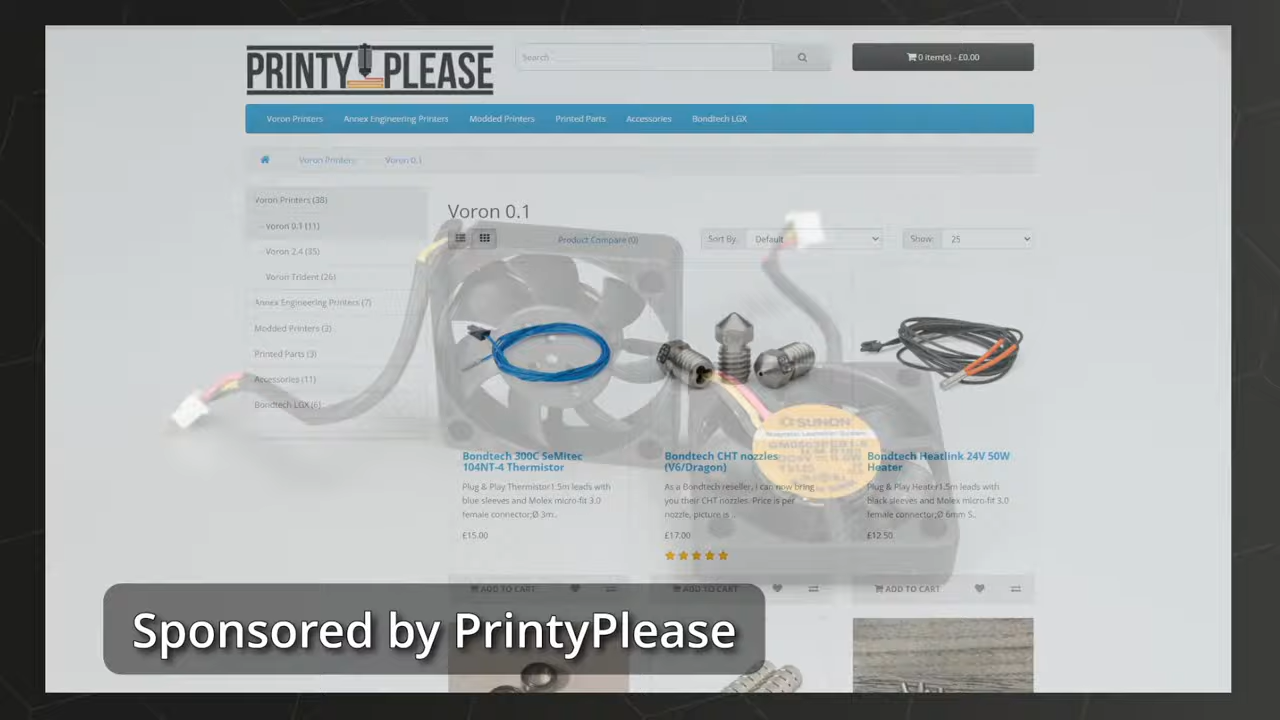 PRINTY PLEASE
Search
0 item(s) - £0.00
Voron Printers
Annex Engineering Printers
Modded Printers
Printed Parts
Accessories
Bondtech LGX
Voron Printers
Voron 0.1
Voron Printers (38)
- Voron 0.1 (11)
Voron 2.4 (35)
Voron Trident (26)
Annex Engineering Printers (7)
Modded Printers (3)
Printed Parts (3)
Accessories (11)
Bondtech LGX (6)
Voron 0.1
Product Compare (0)
Sort By:
Default
Show:
25
SUNON
Bondtech 300C SeMitec
104NT-4 Thermistor
Plug & Play Thermistor1.5m leads with
blue sleeves and Molex micro-fit 3.0
female connector;Ø 3m..
£15.00
ADD TO CART
Bondtech CHT nozzles
(V6/Dragon)
As a Bondtech reseller, I can now bring
you their CHT nozzles. Price is per
nozzle, picture is ..
£17.00
ADD TO CART
Bondtech Heatlink 24V 50W
Heater
Plug & Play Heater1.5m leads with
black sleeves and Molex micro-fit 3.0
female connector;Ø 6mm S..
£12.50
ADD TO CART
Sponsored by PrintyPlease